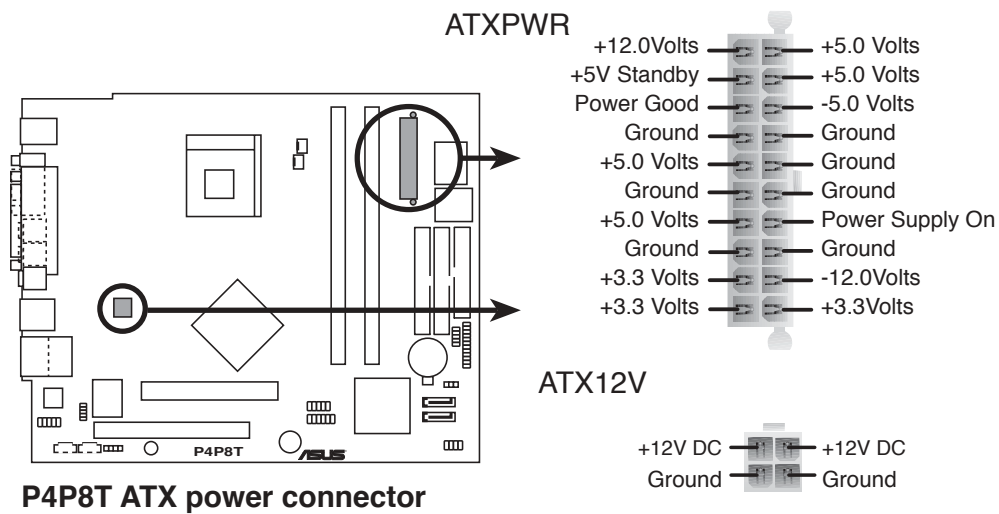 ATXPWR
+12.0Volts +5.0 Volts
+5V Standby +5.0 Volts
Power Good -5.0 Volts
Ground Ground
+5.0 Volts Ground
Ground Ground
+5.0 Volts Power Supply On
Ground Ground
+3.3 Volts -12.0Volts
+3.3 Volts +3.3Volts
ATX12V
+12V DC +12V DC
Ground Ground
P4P8T
ASUS
P4P8T ATX power connector